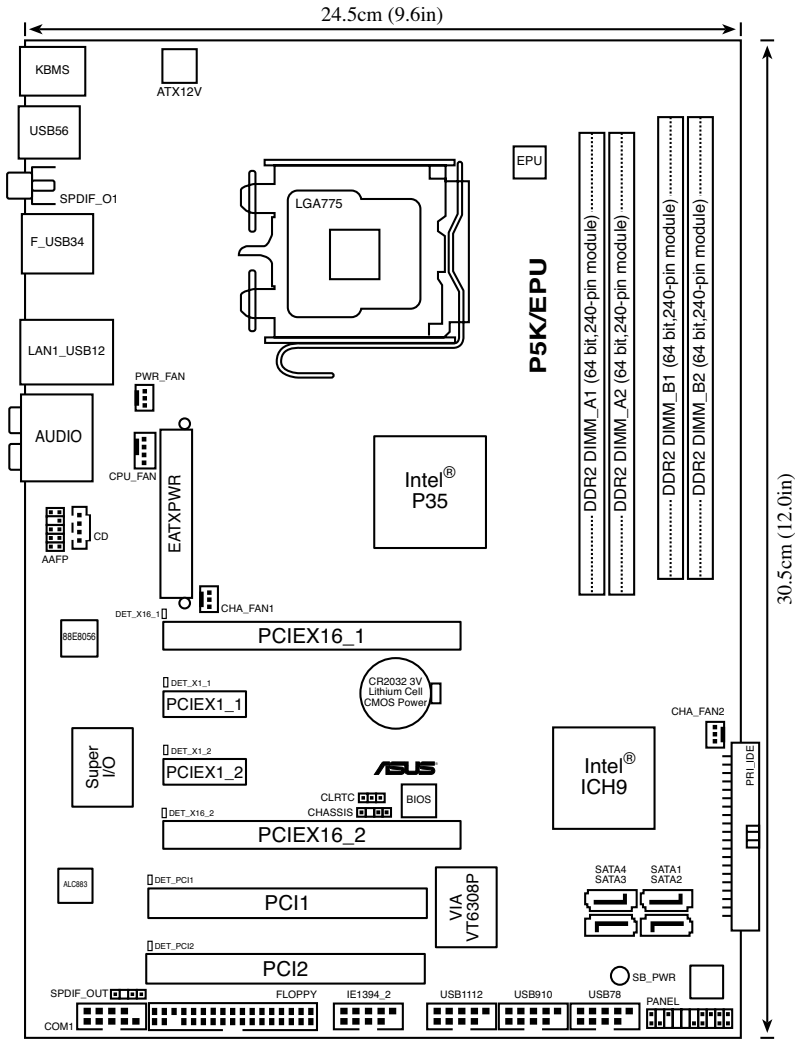 24.5cm (9.6in)
KBMS
ATX12V
USB56
EPU
SPDIF_O1
LGA775
F_USB34
P5K/EPU
DDR2 DIMM_A1 (64 bit,240-pin module)
DDR2 DIMM_A2 (64 bit,240-pin module)
DDR2 DIMM_B1 (64 bit,240-pin module)
DDR2 DIMM_B2 (64 bit,240-pin module)
LAN1_USB12
PWR_FAN
AUDIO
CPU_FAN
EATXPWR
Intel®
P35
CD
AAFP
30.5cm (12.0in)
CHA_FAN1
DET_X16_1
PCIEX16_1
88E8056
DET_X1_1
PCIEX1_1
CR2032 3V
Lithium Cell
CMOS Power
CHA_FAN2
Super
I/O
DET_X1_2
PCIEX1_2
ASUS
Intel®
ICH9
PRI_IDE
CLRTC
CHASSIS
BIOS
DET_X16_2
PCIEX16_2
ALC883
DET_PCI1
PCI1
VIA
VT6308P
SATA4
SATA3
SATA1
SATA2
DET_PCI2
PCI2
SB_PWR
SPDIF_OUT
FLOPPY
IE1394_2
USB1112
USB910
USB78
PANEL
COM1